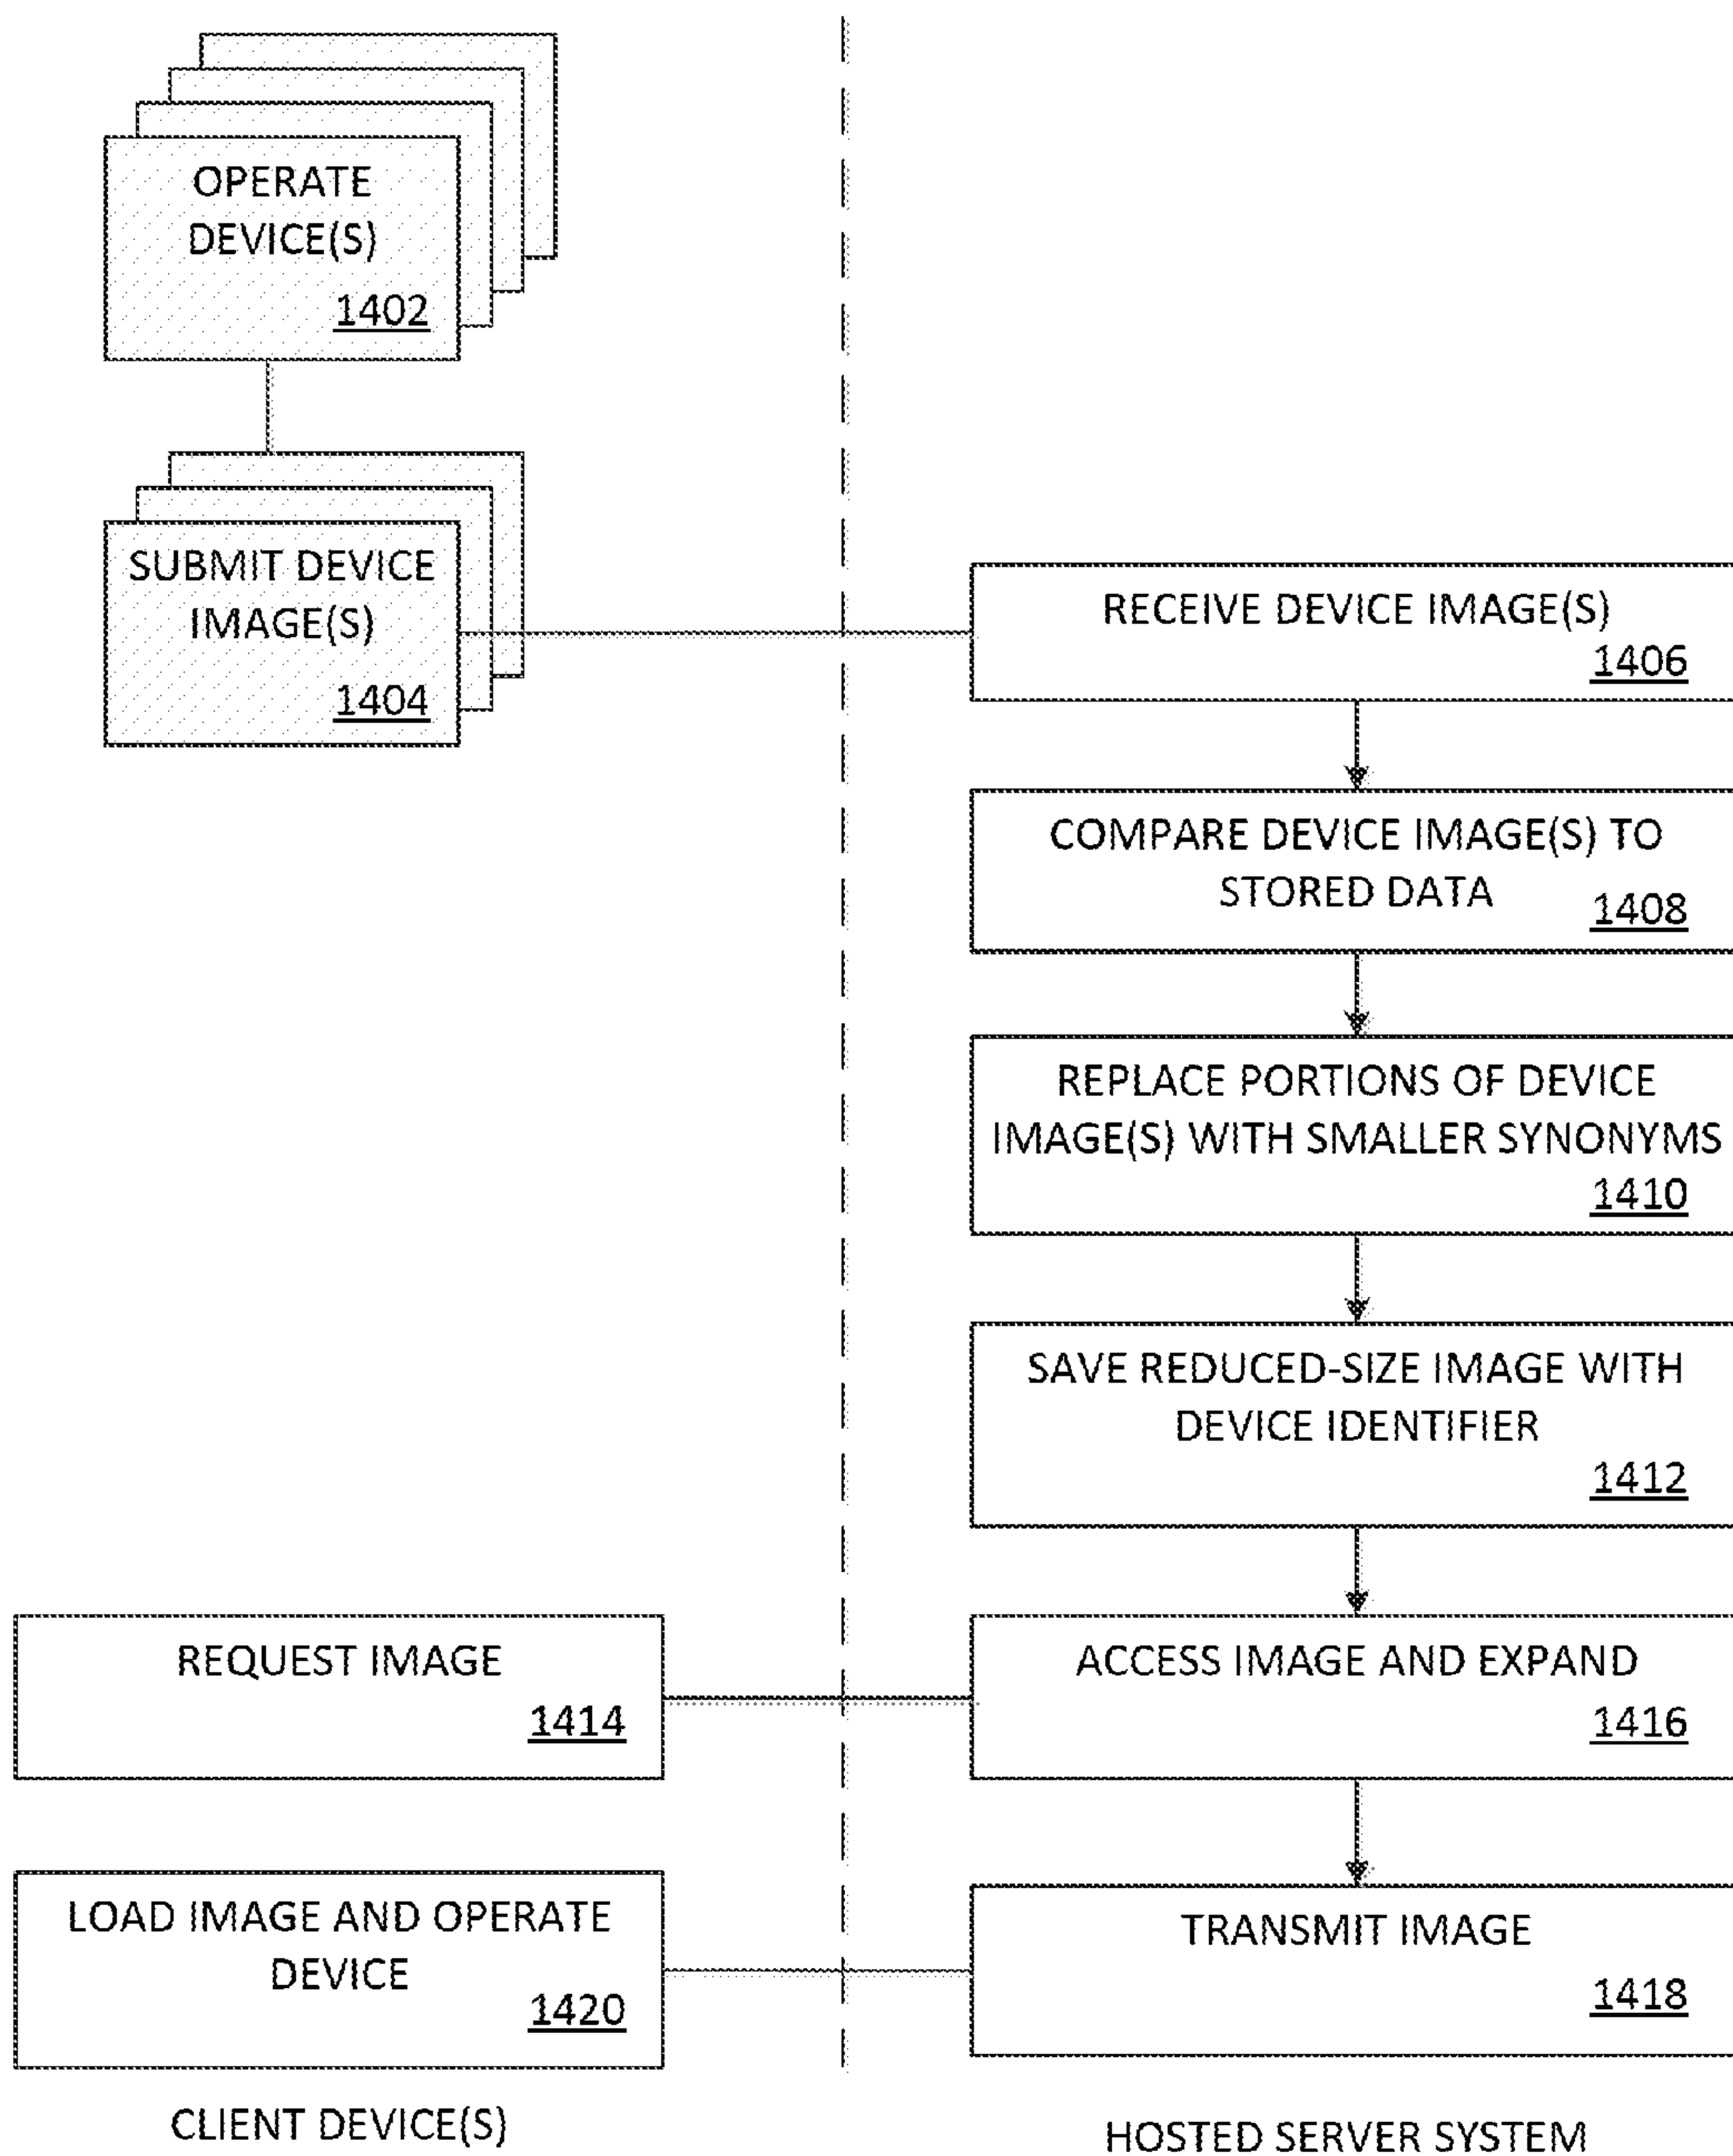 OPERATE
DEVICE(S)
1402
SUBMIT DEVICE
IMAGE(S)
1404
RECEIVE DEVICE IMAGE(S)
1406
COMPARE DEVICE IMAGE(S) TO
STORED DATA
1408
REPLACE PORTIONS OF DEVICE
IMAGE(S) WITH SMALLER SYNONYMS
1410
SAVE REDUCED-SIZE IMAGE WITH
DEVICE IDENTIFIER
1412
REQUEST IMAGE
1414
ACCESS IMAGE AND EXPAND
1416
LOAD IMAGE AND OPERATE
DEVICE
1420
TRANSMIT IMAGE
1418
CLIENT DEVICE(S)
HOSTED SERVER SYSTEM